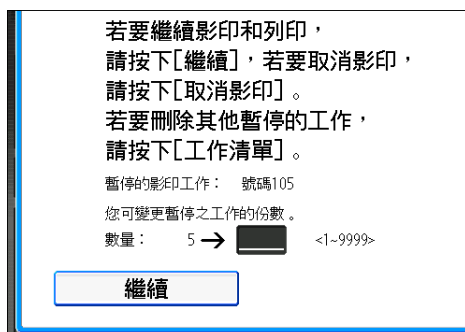 若要繼續影印和列印，
請按下[繼續]，若要取消影印，
請按下[取消影印]。
若要刪除其他暫停的工作，
請按下[工作清單]。
暫停的影印工作： 號碼105
您可變更暫停之工作的份數。
數量： 5 → <1~9999>
繼續